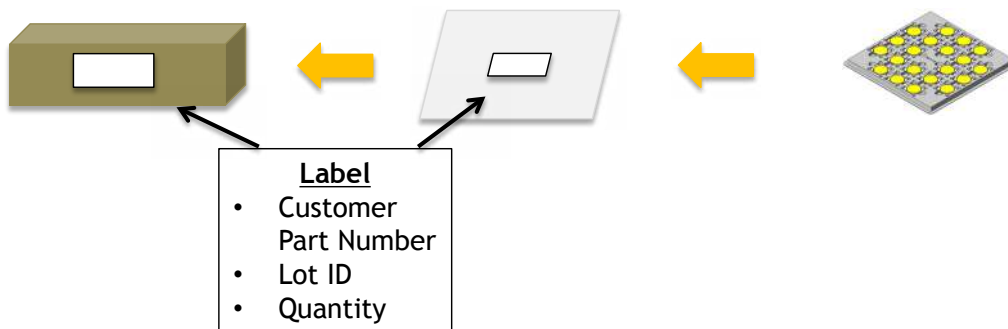 Label
• Customer
Part Number
• Lot ID
• Quantity